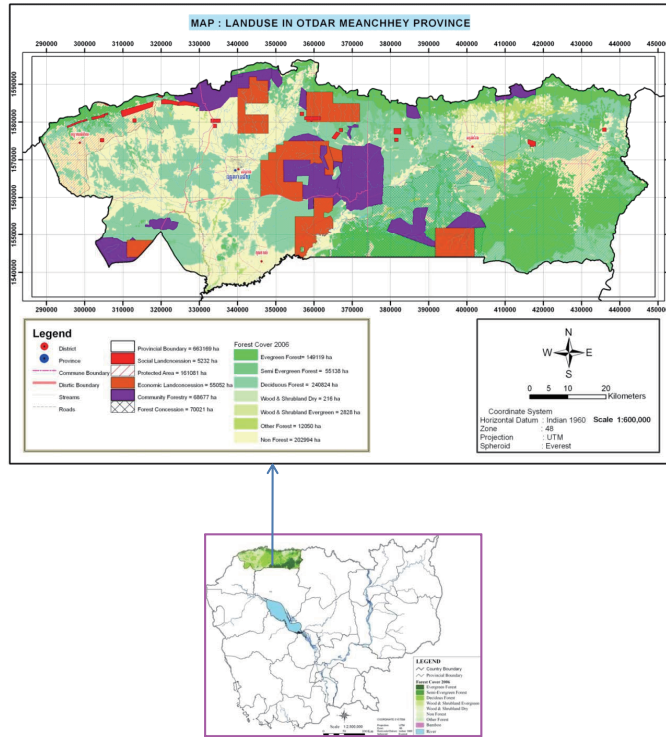 MAP : LANDUSE IN OTDAR MEANCHHEY PROVINCE
290000 300000 310000 320000 330000 340000 350000 360000 370000 380000 390000 400000 410000 420000 430000 440000 450000
1590000
1580000
1570000
1560000
1550000
1540000
290000 300000 310000 320000 330000 340000 350000 360000 370000 380000 390000 400000 410000 420000 430000 440000 450000
Legend
District
Province
Commune Boundary
Distic Boundary
Streams
Roads
Provincial Boundary = 663169 ha
Social Landconcession = 5232 ha
Protected Area = 161081 ha
Economic Landconcession = 55052 ha
Community Forestry = 68677 ha
Forest Concession = 70021 ha
Forest Cover 2006
Evegreen Forest= 149119 ha
Semi Evergreen Forest = 55138 ha
Deciduous Forest = 240824 ha
Wood & Shrubland Dry = 216 ha
Wood & Shrubland Evergreen = 2828 ha
Other Forest = 12050 ha
Non Forest = 202994 ha
N
W E
S
0 5 10 20
Kilometers
Coordinate System
Horizontal Datum : Indian 1960 Scale 1:600,000
Zone : 48
Projection : UTM
Spheroid : Everest
LEGEND
Country Boundary
Provincial Boundary
Forest Cover 2006
Evergreen Forest
Semi-Evergreen Forest
Deciduous Forest
Wood & Shrubland Evergreen
Wood & Shrubland Dry
Non Forest
Other Forest
Bamboo
River